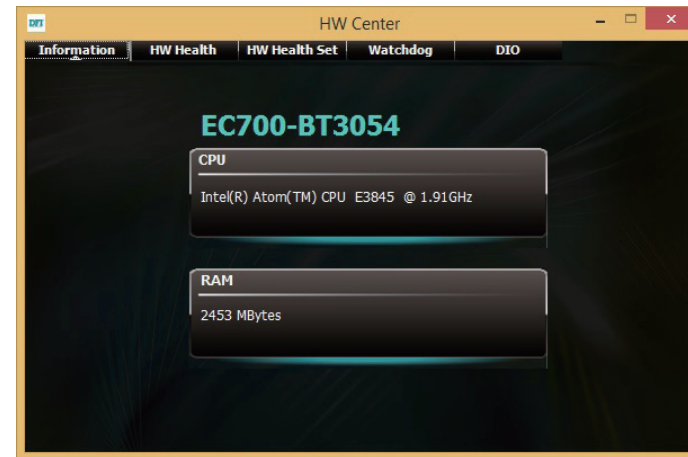 DFI HW Center
Information HW Health HW Health Set Watchdog DIO
EC700-BT3054
CPU
Intel(R) Atom(TM) CPU E3845 @ 1.91GHz
RAM
2453 MBytes